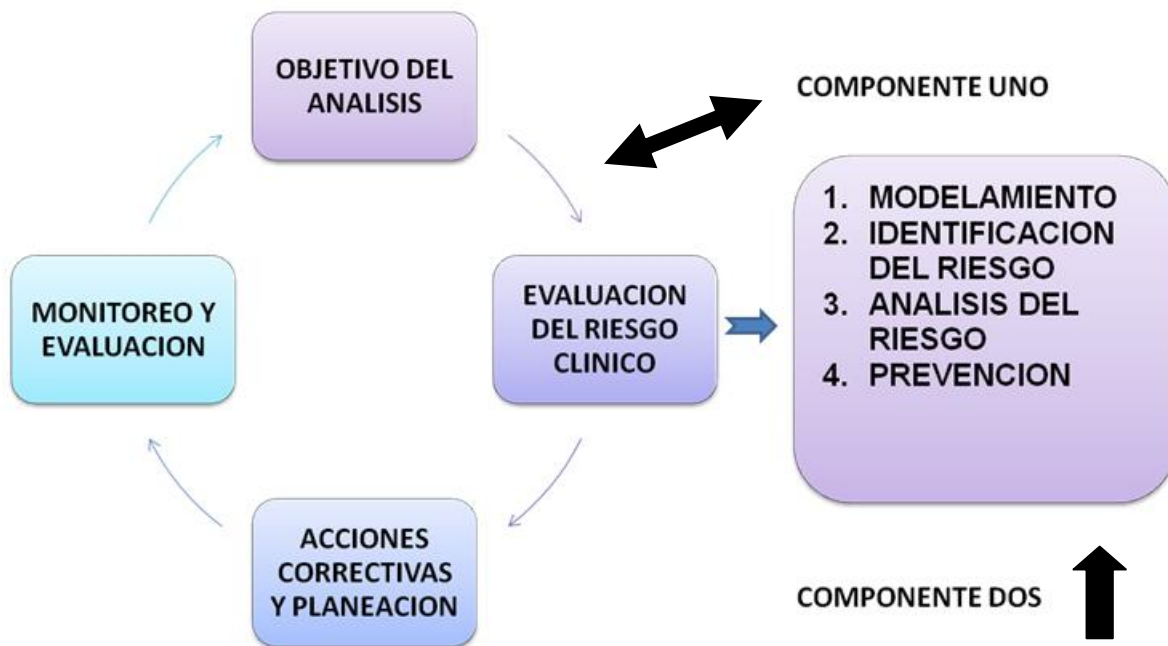 OBJETIVO DEL
ANALISIS
COMPONENTE UNO
EVALUACION
DEL RIESGO
CLINICO
1. MODELAMIENTO
2. IDENTIFICACION
DEL RIESGO
3. ANALISIS DEL
RIESGO
4. PREVENCION
MONITOREO Y
EVALUACION
ACCIONES
CORRECTIVAS
Y PLANEACION
COMPONENTE DOS